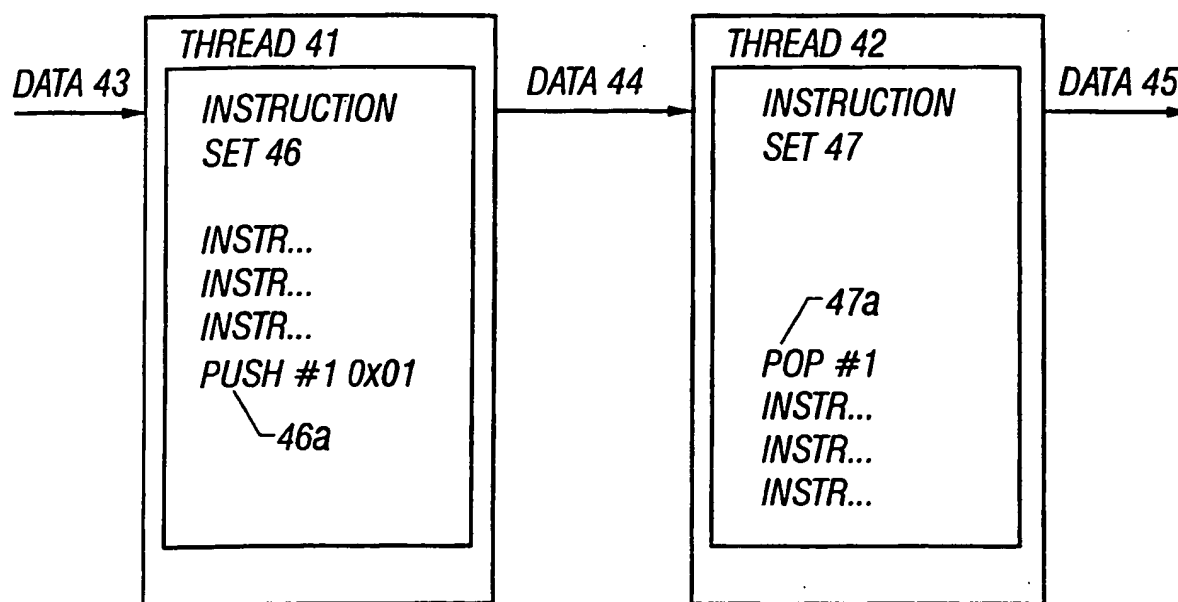 DATA 43
THREAD 41
INSTRUCTION
SET 46
INSTR...
INSTR...
INSTR...
PUSH #1 0x01
46a
DATA 44
THREAD 42
INSTRUCTION
SET 47
47a
POP #1
INSTR...
INSTR...
INSTR...
DATA 45